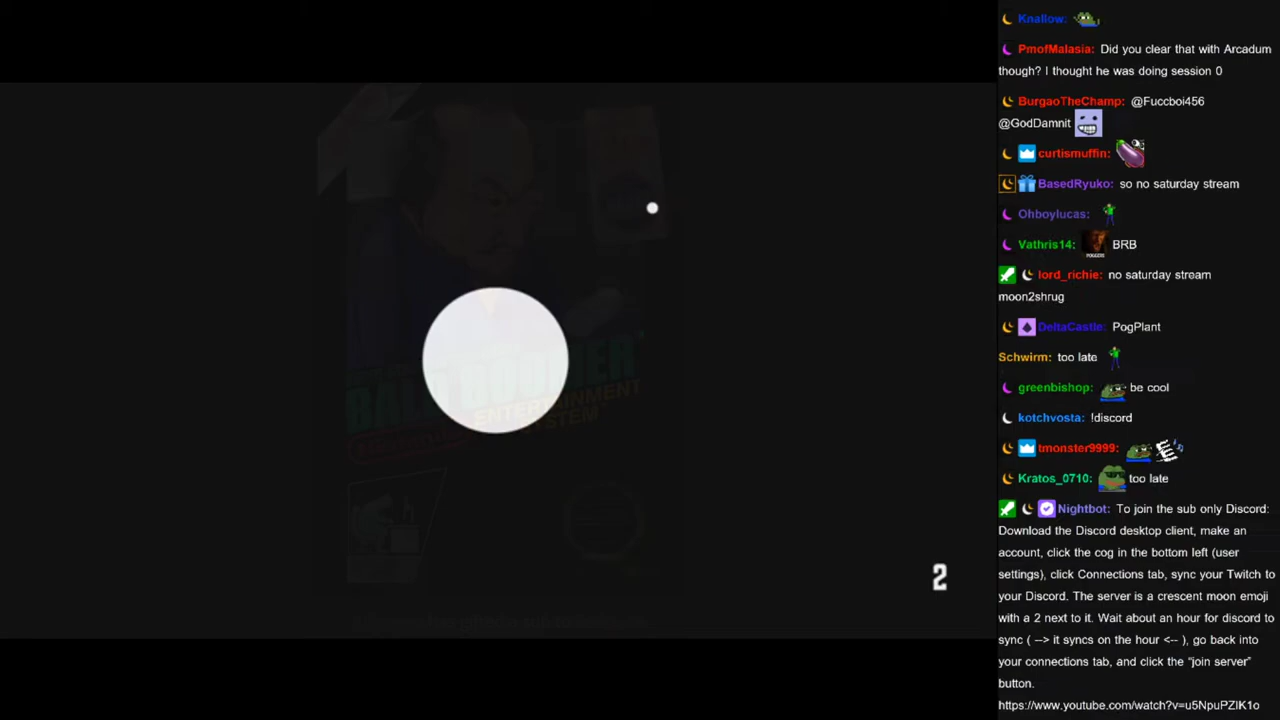 Knallow:
PmofMalasia: Did you clear that with Arcadum
though? I thought he was doing session 0
BurgaoTheChamp: @Fuccboi456
@GodDamnit
curtismuffin:
BasedRyuko: so no saturday stream
Ohboylucas:
Vathris14: BRB
lord_richie: no saturday stream
moon2shrug
DeltaCastle: PogPlant
Schwirm: too late
greenbishop: be cool
kotchvosta: !discord
tmonster9999:
Kratos_0710: too late
Nightbot: To join the sub only Discord:
Download the Discord desktop client, make an
account, click the cog in the bottom left (user
settings), click Connections tab, sync your Twitch to
your Discord. The server is a crescent moon emoji
with a 2 next to it. Wait about an hour for discord to
sync ( --> it syncs on the hour <-- ), go back into
your connections tab, and click the “join server”
button.
https://www.youtube.com/watch?v=u5NpuPZlK1o
ENTERTAINMENT
SYSTEM
2